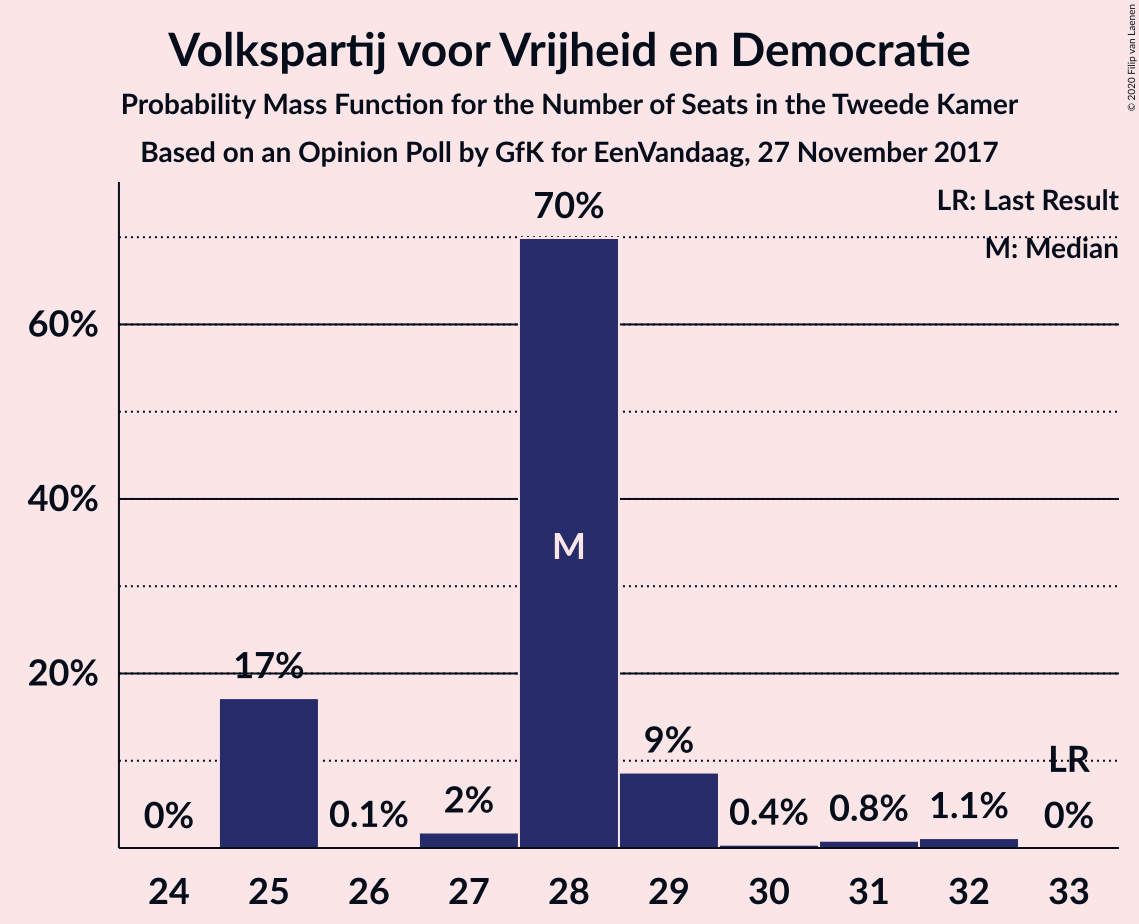 Volkspartij voor Vrijheid en Democratie
Probability Mass Function for the Number of Seats in the Tweede Kamer
Based on an Opinion Poll by GfK for EenVandaag, 27 November 2017
© 2020 Filip van Laenen
LR: Last Result
M: Median
60%
40%
20%
0%
17%
0.1%
2%
70%
M
9%
0.4%
0.8%
1.1%
LR
0%
24 25 26 27 28 29 30 31 32 33